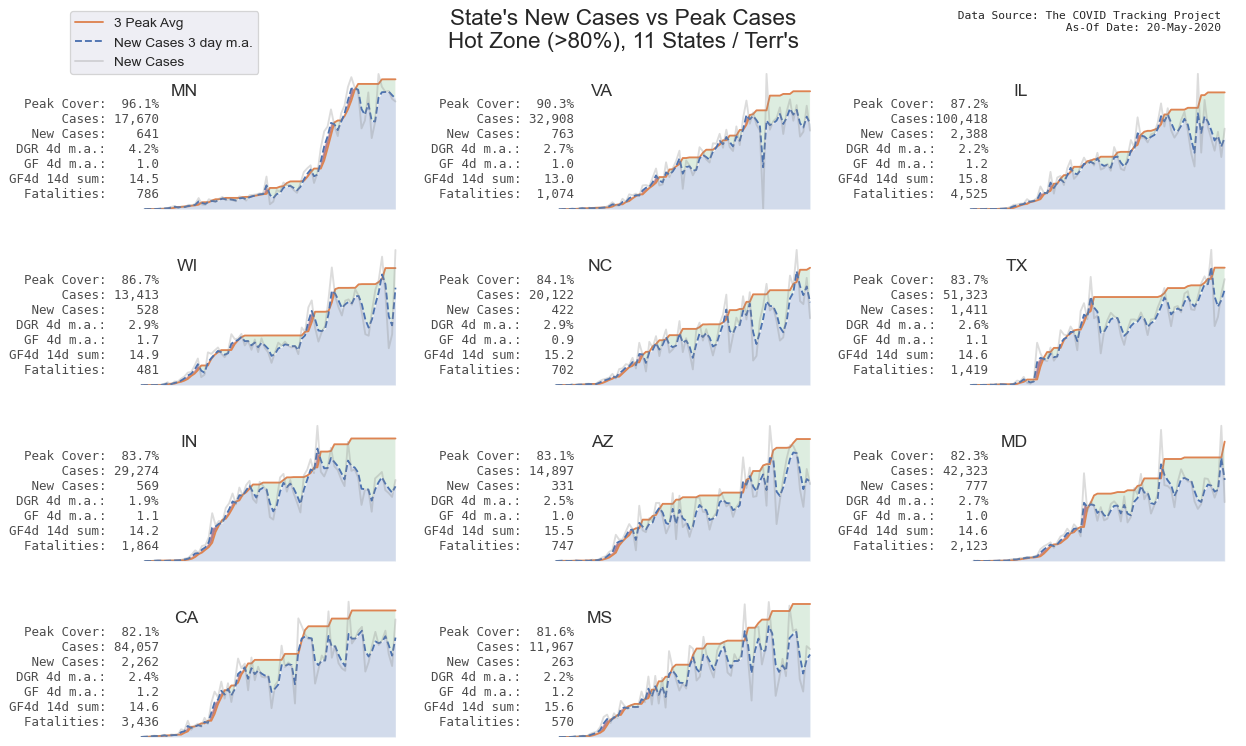 3 Peak Avg
New Cases 3 day m.a.
New Cases
State's New Cases vs Peak Cases
Hot Zone (>80%), 11 States / Terr's
Data Source: The COVID Tracking Project
As-Of Date: 20-May-2020
MN
Peak Cover: 96.1%
Cases: 17,670
New Cases: 641
DGR 4d m.a.: 4.2%
GF 4d m.a.: 1.0
GF4d 14d sum: 14.5
Fatalities: 786
VA
Peak Cover: 90.3%
Cases: 32,908
New Cases: 763
DGR 4d m.a.: 2.7%
GF 4d m.a.: 1.0
GF4d 14d sum: 13.0
Fatalities: 1,074
IL
Peak Cover: 87.2%
Cases:100,418
New Cases: 2,388
DGR 4d m.a.: 2.2%
GF 4d m.a.: 1.2
GF4d 14d sum: 15.8
Fatalities: 4,525
WI
Peak Cover: 86.7%
Cases: 13,413
New Cases: 528
DGR 4d m.a.: 2.9%
GF 4d m.a.: 1.7
GF4d 14d sum: 14.9
Fatalities: 481
NC
Peak Cover: 84.1%
Cases: 20,122
New Cases: 422
DGR 4d m.a.: 2.9%
GF 4d m.a.: 0.9
GF4d 14d sum: 15.2
Fatalities: 702
TX
Peak Cover: 83.7%
Cases: 51,323
New Cases: 1,411
DGR 4d m.a.: 2.6%
GF 4d m.a.: 1.1
GF4d 14d sum: 14.6
Fatalities: 1,419
IN
Peak Cover: 83.7%
Cases: 29,274
New Cases: 569
DGR 4d m.a.: 1.9%
GF 4d m.a.: 1.1
GF4d 14d sum: 14.2
Fatalities: 1,864
AZ
Peak Cover: 83.1%
Cases: 14,897
New Cases: 331
DGR 4d m.a.: 2.5%
GF 4d m.a.: 1.0
GF4d 14d sum: 15.5
Fatalities: 747
MD
Peak Cover: 82.3%
Cases: 42,323
New Cases: 777
DGR 4d m.a.: 2.7%
GF 4d m.a.: 1.0
GF4d 14d sum: 14.6
Fatalities: 2,123
CA
Peak Cover: 82.1%
Cases: 84,057
New Cases: 2,262
DGR 4d m.a.: 2.4%
GF 4d m.a.: 1.2
GF4d 14d sum: 14.6
Fatalities: 3,436
MS
Peak Cover: 81.6%
Cases: 11,967
New Cases: 263
DGR 4d m.a.: 2.2%
GF 4d m.a.: 1.2
GF4d 14d sum: 15.6
Fatalities: 570